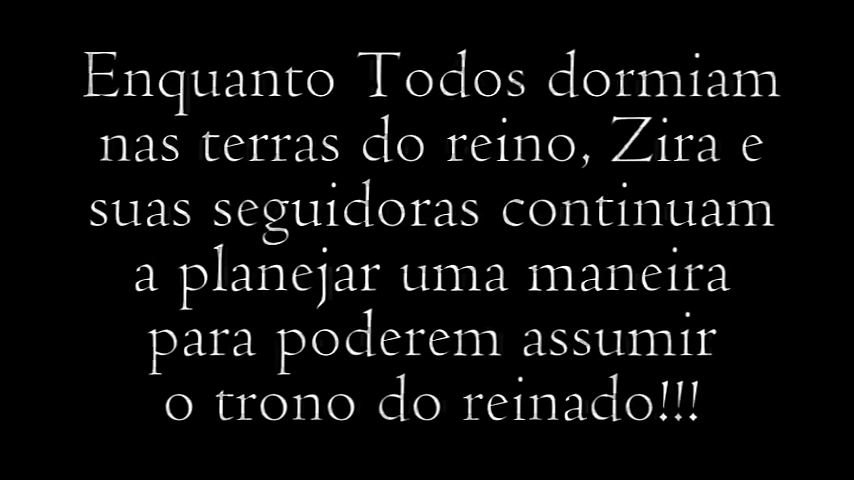 Enquanto Todos dormiam
nas terras do reino, Zira e
suas seguidoras continuam
a planejar uma maneira
para poderem assumir
o trono do reinado!!!